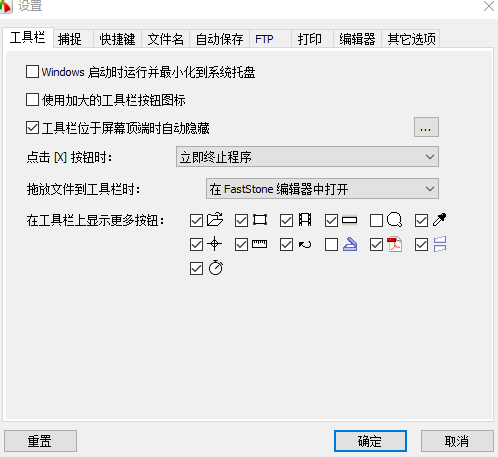 设置
工具栏 捕捉 快捷键 文件名 自动保存 FTP 打印 编辑器 其它选项
Windows 启动时运行并最小化到系统托盘
使用加大的工具栏按钮图标
工具栏位于屏幕顶端时自动隐藏 ...
点击 [X] 按钮时： 立即终止程序
拖放文件到工具栏时： 在 FastStone 编辑器中打开
在工具栏上显示更多按钮：
重置 确定 取消